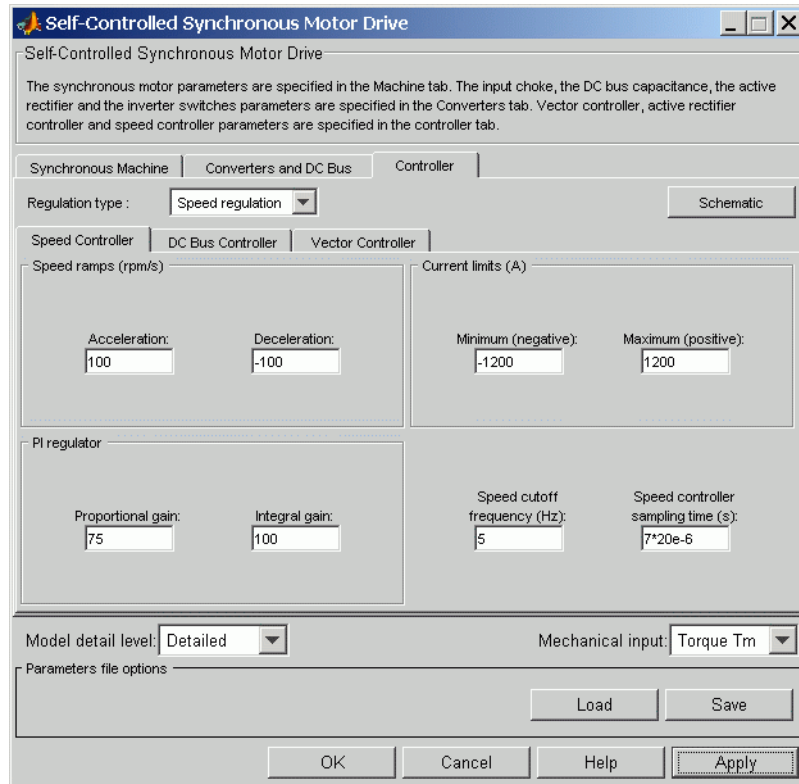 Self-Controlled Synchronous Motor Drive
Self-Controlled Synchronous Motor Drive
The synchronous motor parameters are specified in the Machine tab. The input choke, the DC bus capacitance, the active
rectifier and the inverter switches parameters are specified in the Converters tab. Vector controller, active rectifier
controller and speed controller parameters are specified in the controller tab.
Synchronous Machine Converters and DC Bus Controller
Regulation type : Speed regulation Schematic
Speed Controller DC Bus Controller Vector Controller
Speed ramps (rpm/s) Current limits (A)
Acceleration: Deceleration: Minimum (negative): Maximum (positive):
100 -100 -1200 1200
PI regulator
Speed cutoff Speed controller
Proportional gain: Integral gain: frequency (Hz): sampling time (s):
75 100 5 7*20e-6
Model detail level: Detailed Mechanical input: Torque Tm
Parameters file options
Load Save
OK Cancel Help Apply